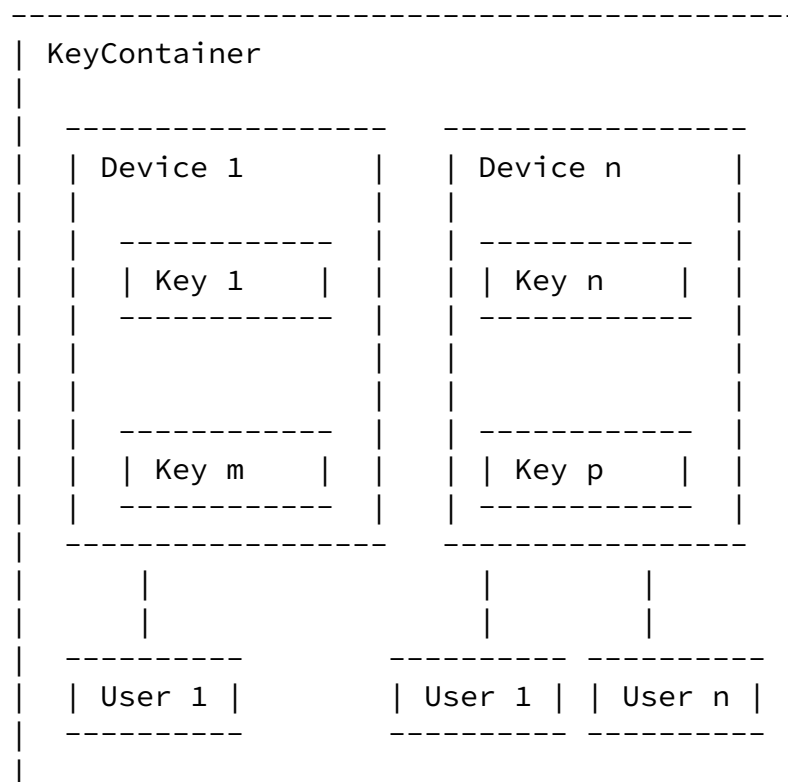 KeyContainer
Device 1 Device n
Key 1 Key n
Key m Key p
User 1 User 1 User n